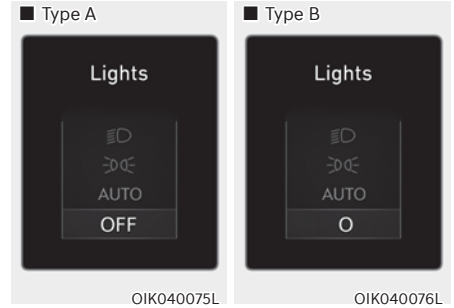 ■ Type A
Lights
AUTO
OFF
OIK040075L
■ Type B
Lights
AUTO
O
OIK040076L